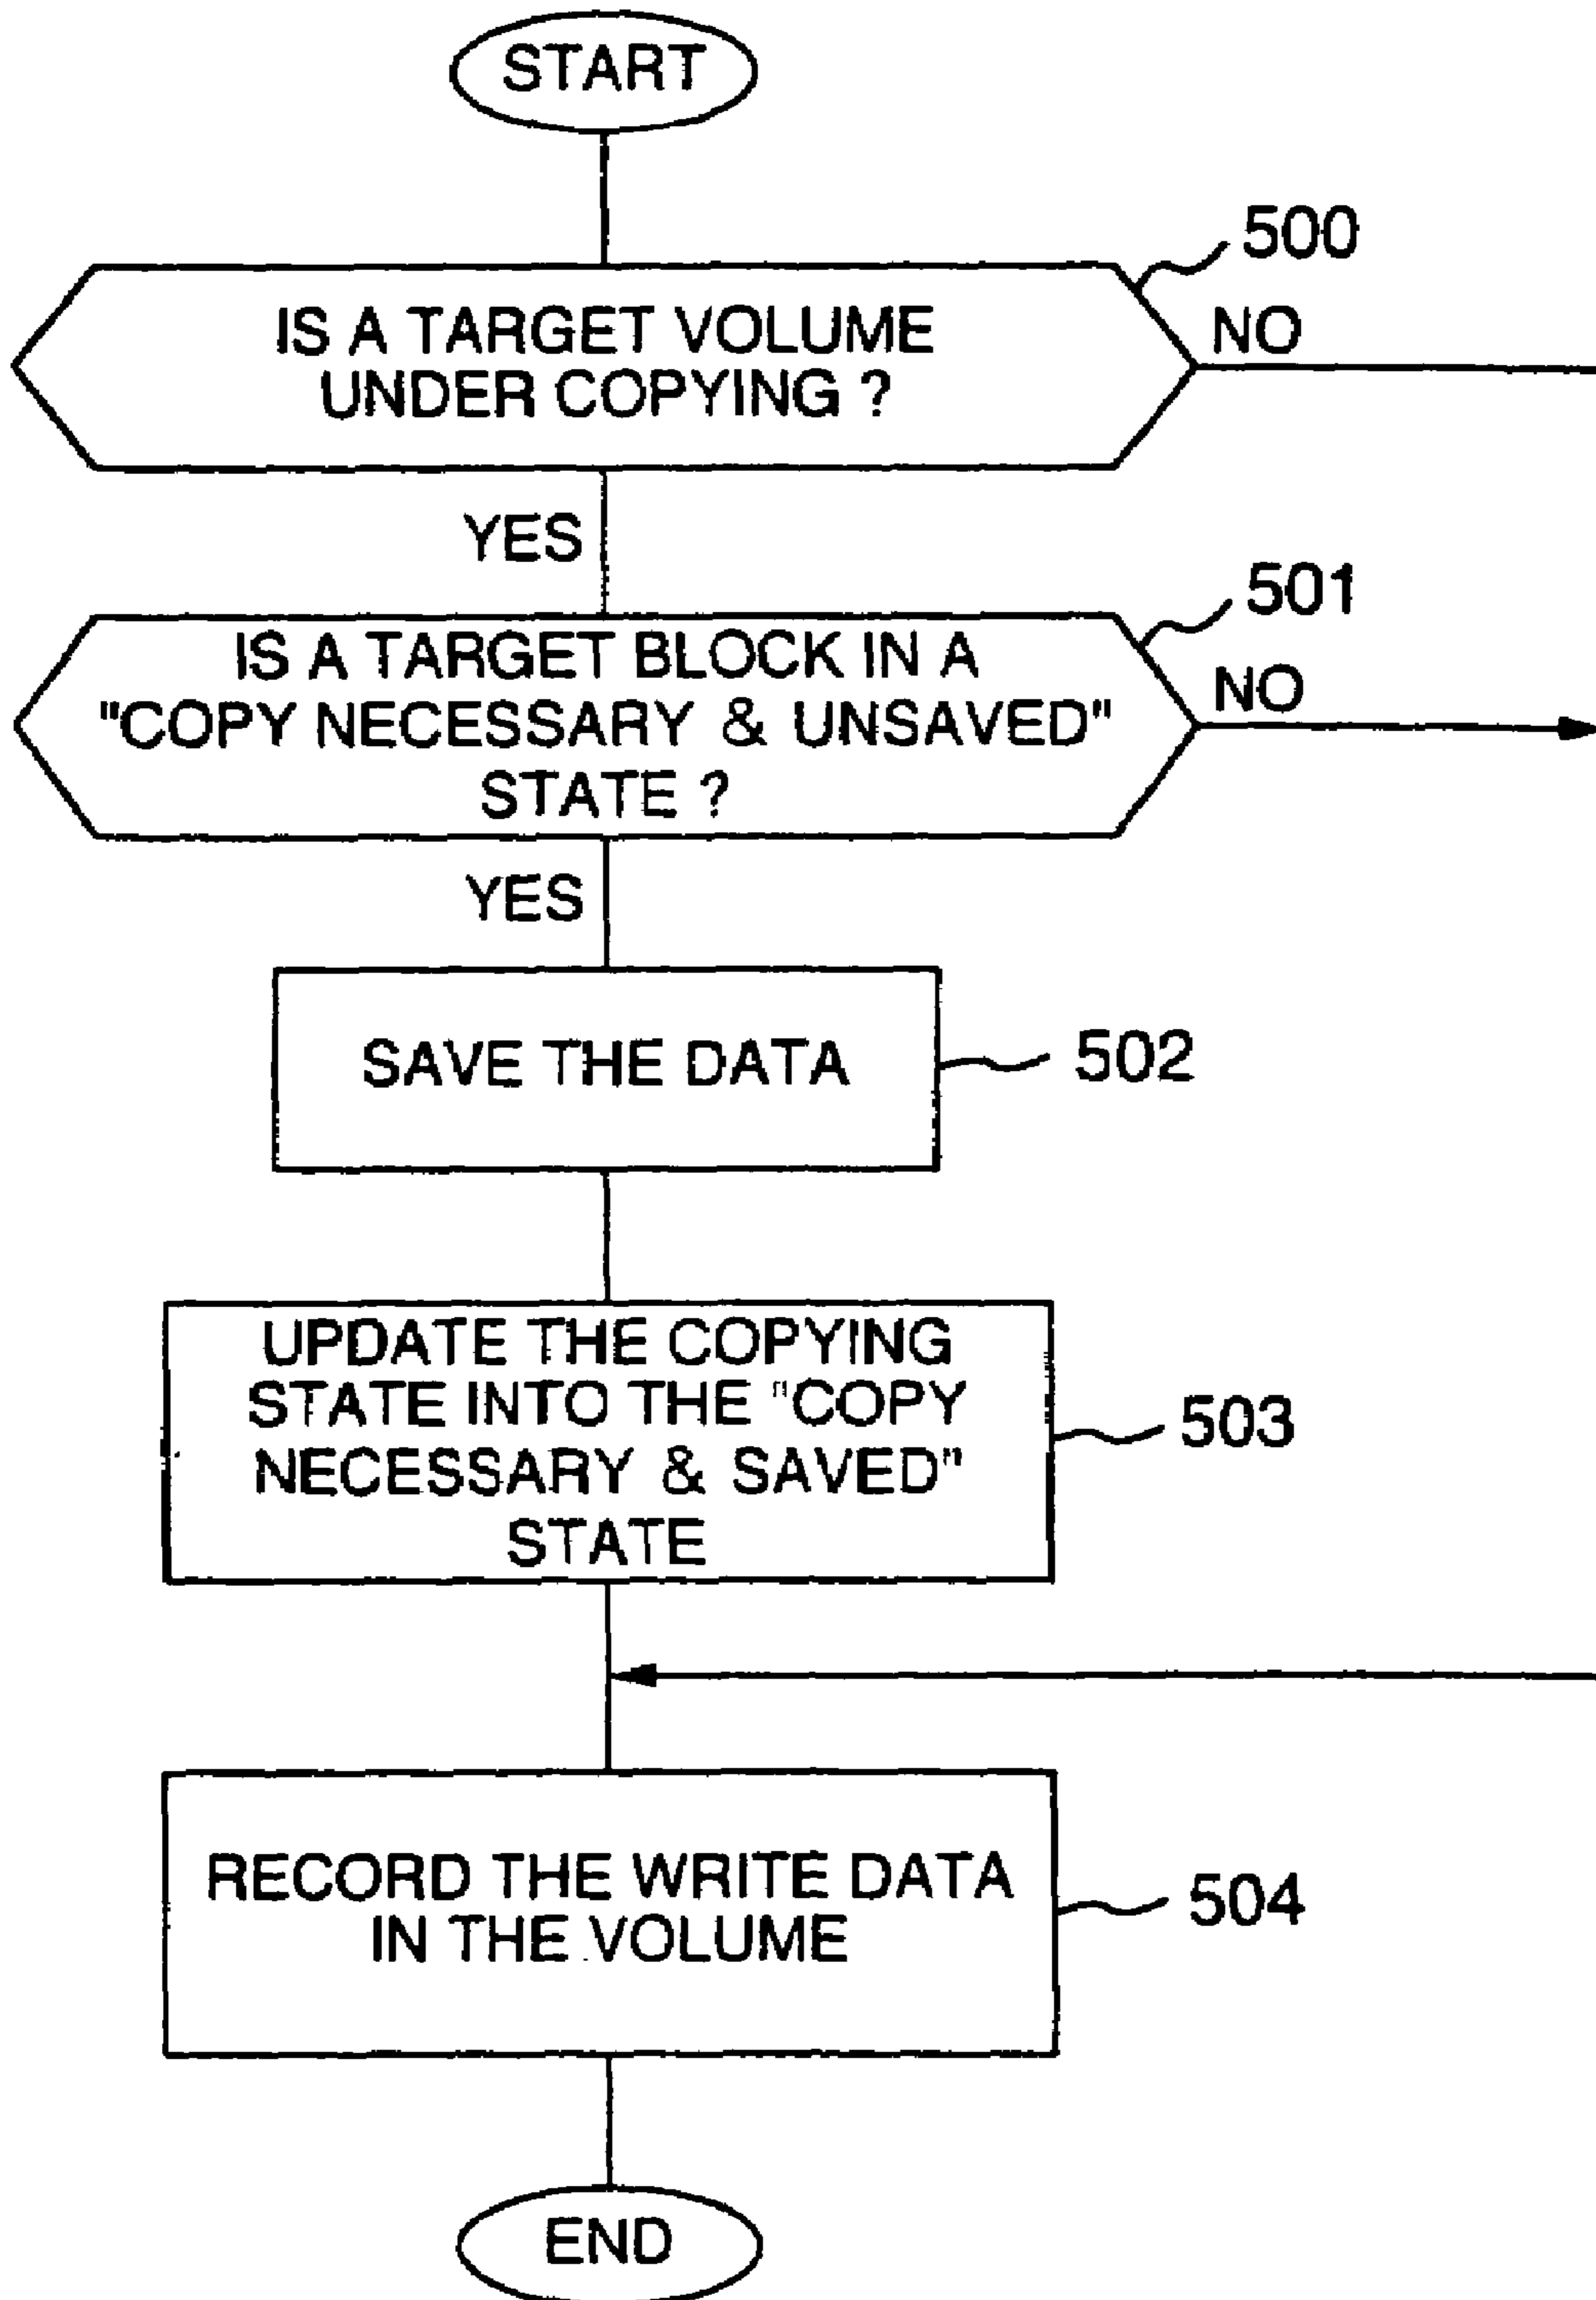 START
500
IS A TARGET VOLUME
UNDER COPYING ?
NO
YES
501
IS A TARGET BLOCK IN A
"COPY NECESSARY & UNSAVED"
STATE ?
NO
YES
SAVE THE DATA
502
UPDATE THE COPYING
STATE INTO THE "COPY
NECESSARY & SAVED"
STATE
503
RECORD THE WRITE DATA
IN THE VOLUME
504
END